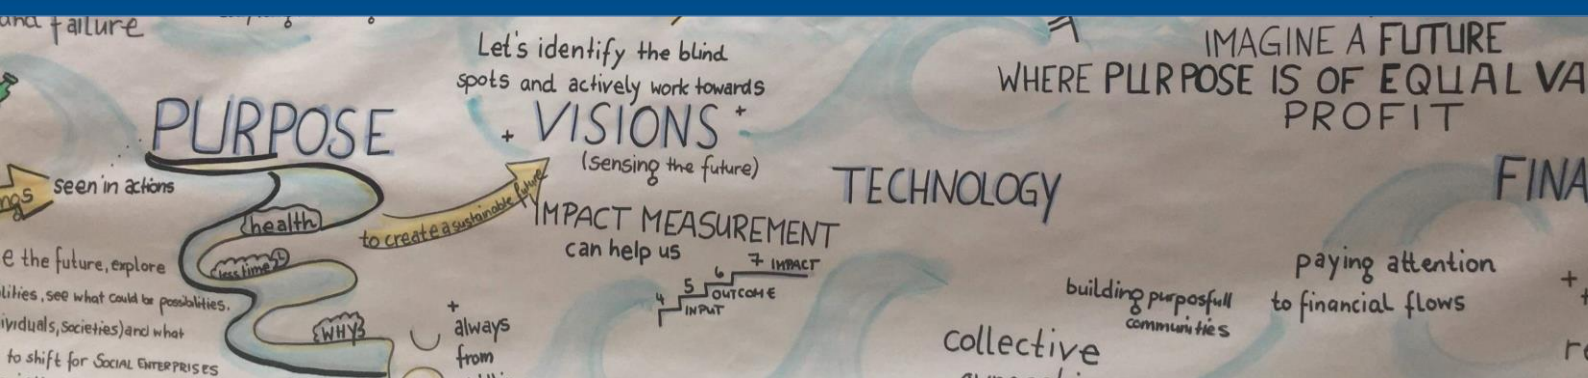 and failure
PURPOSE
ngs seen in actions
health
less time
to create a sustainable future
e the future, explore
lities, see what could be possibilities.
ividuals, societies) and what
to shift for SOCIAL ENTERPRISES
WHY?
Let's identify the blind
spots and actively work towards
+ VISIONS +
(sensing the future)
IMPACT MEASUREMENT
can help us
7 IMPACT
6
5 OUTCOME
4 INPUT
+
always
from
TECHNOLOGY
IMAGINE A FUTURE
WHERE PURPOSE IS OF EQUAL VA
PROFIT
FINA
building purposfull
communities
paying attention
to financial flows
collective
+
re